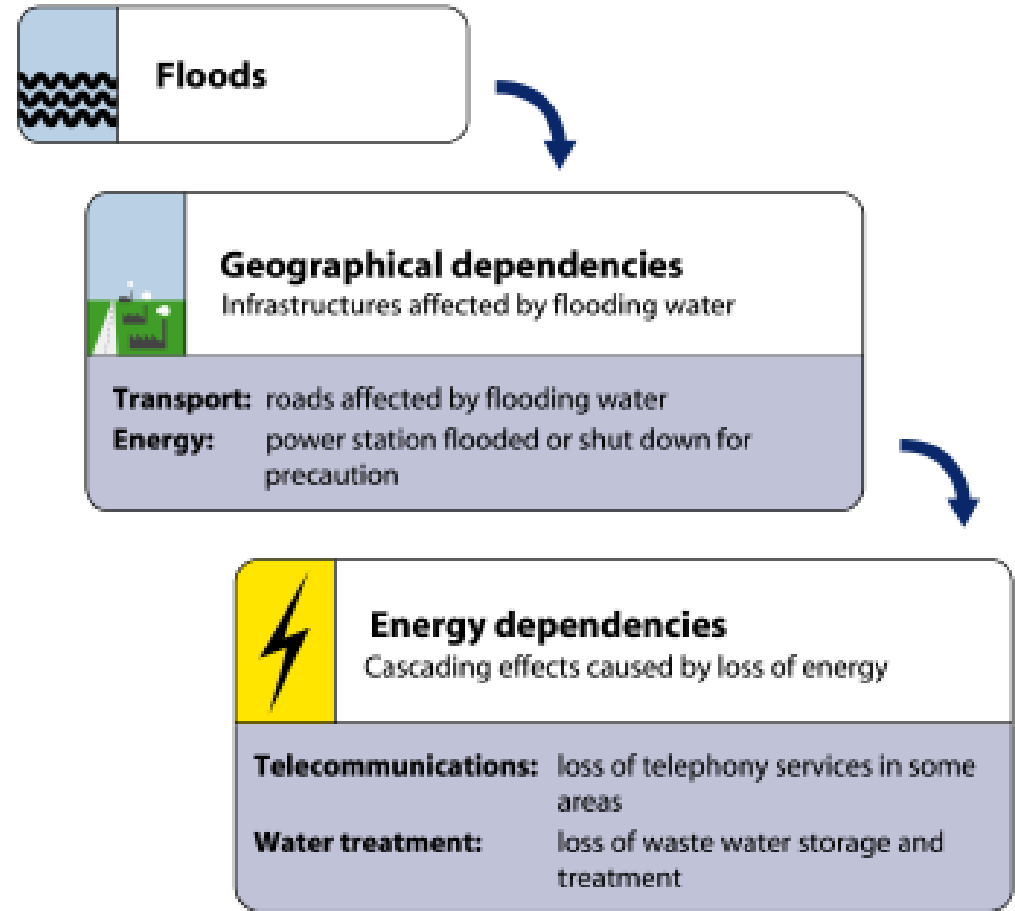 Floods
Geographical dependencies
Infrastructures affected by flooding water
Transport: roads affected by flooding water
Energy: power station flooded or shut down for
precaution
Energy dependencies
Cascading effects caused by loss of energy
Telecommunications: loss of telephony services in some
areas
Water treatment: loss of waste water storage and
treatment